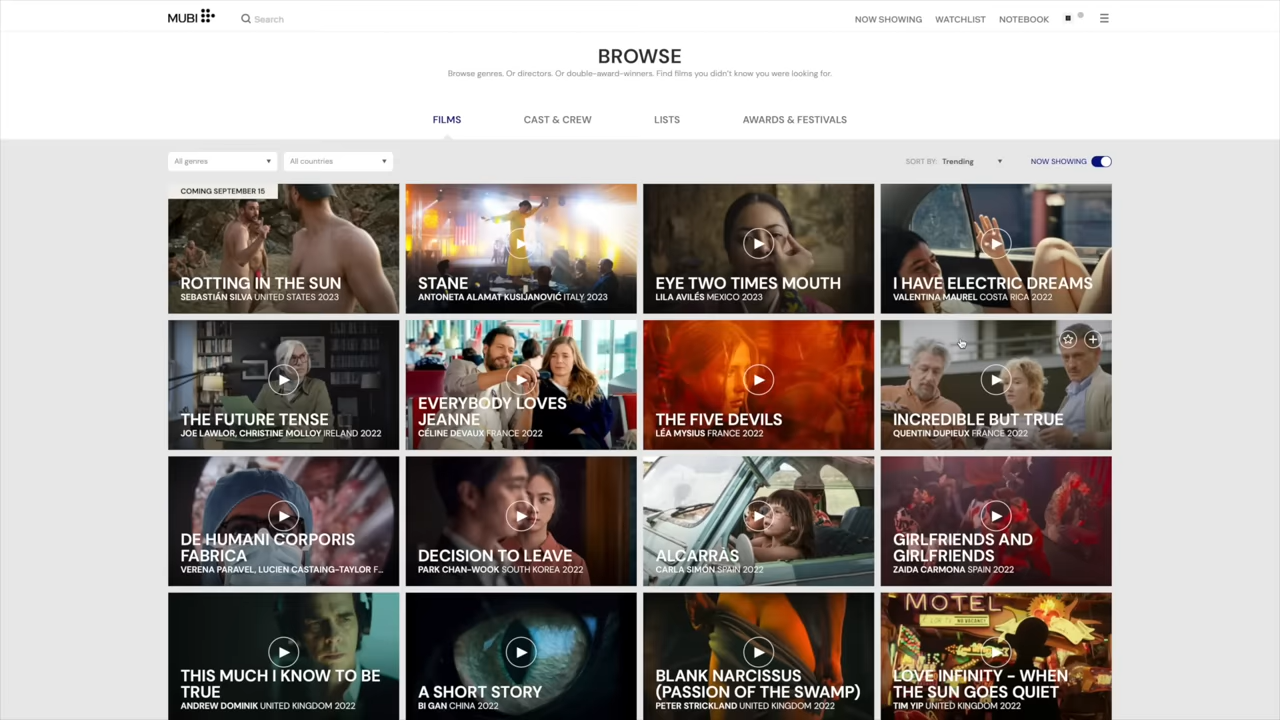 MUBI
Search
NOW SHOWING WATCHLIST NOTEBOOK
BROWSE
Browse genres. Or directors. Or double-award-winners. Find films you didn't know you were looking for.
FILMS CAST & CREW LISTS AWARDS & FESTIVALS
All genres All countries SORT BY: Trending NOW SHOWING
COMING SEPTEMBER 15
ROTTING IN THE SUN
SEBASTIÁN SILVA UNITED STATES 2023
STANE
ANTONETA ALAMAT KUSIJANOVIĆ ITALY 2023
EYE TWO TIMES MOUTH
LILA AVILÉS MEXICO 2023
I HAVE ELECTRIC DREAMS
VALENTINA MAUREL COSTA RICA 2022
THE FUTURE TENSE
JOE LAWLOR, CHRISTINE MOLLOY IRELAND 2022
EVERYBODY LOVES
JEANNE
CÉLINE DEVAUX FRANCE 2022
THE FIVE DEVILS
LÉA MYSIUS FRANCE 2022
INCREDIBLE BUT TRUE
QUENTIN DUPIEUX FRANCE 2022
DE HUMANI CORPORIS
FABRICA
VERENA PARAVEL, LUCIEN CASTAING-TAYLOR F...
DECISION TO LEAVE
PARK CHAN-WOOK SOUTH KOREA 2022
ALCARRÀS
CARLA SIMÓN SPAIN 2022
GIRLFRIENDS AND
GIRLFRIENDS
ZAIDA CARMONA SPAIN 2022
THIS MUCH I KNOW TO BE
TRUE
ANDREW DOMINIK UNITED KINGDOM 2022
A SHORT STORY
BI GAN CHINA 2022
BLANK NARCISSUS
(PASSION OF THE SWAMP)
PETER STRICKLAND UNITED KINGDOM 2022
MOTEL
NO VACANCY
LOVE INFINITY – WHEN
THE SUN GOES QUIET
TIM YIP UNITED KINGDOM 2022